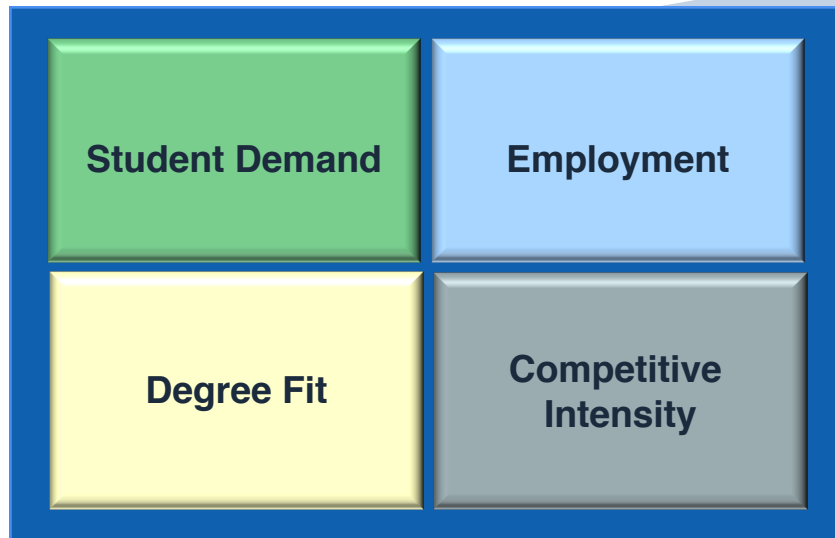 Student Demand
Employment
Degree Fit
Competitive
Intensity